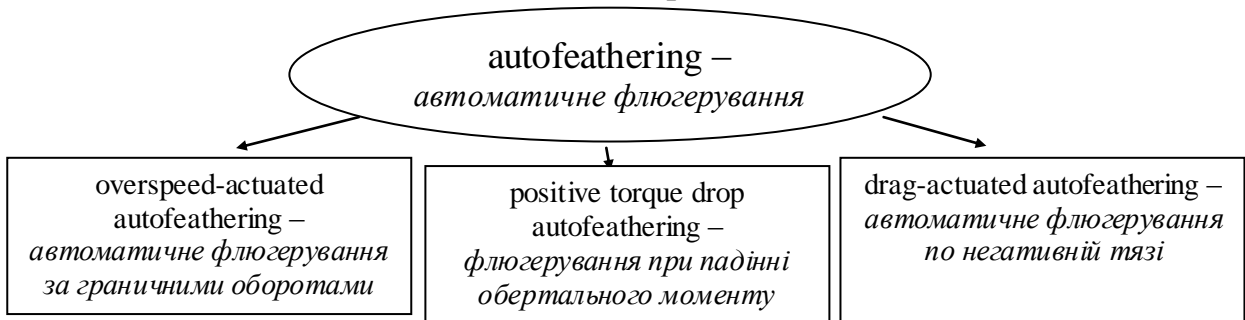 autofeathering –
автоматичне флюгерування
overspeed-actuated
autofeathering –
автоматичне флюгерування
за граничними оборотами
positive torque drop
autofeathering –
флюгерування при падінні
обертального моменту
drag-actuated autofeathering –
автоматичне флюгерування
по негативній тязі